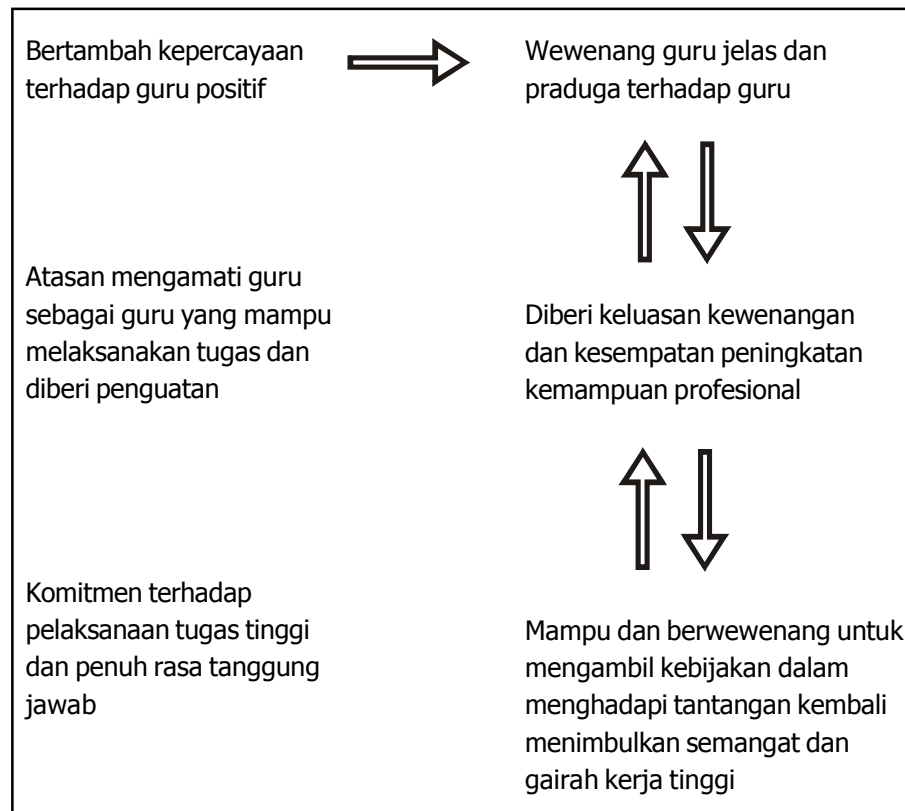 Bertambah kepercayaan
terhadap guru positif
Wewenang guru jelas dan
praduga terhadap guru
Atasan mengamati guru
sebagai guru yang mampu
melaksanakan tugas dan
diberi penguatan
Diberi keluasan kewenangan
dan kesempatan peningkatan
kemampuan profesional
Komitmen terhadap
pelaksanaan tugas tinggi
dan penuh rasa tanggung
jawab
Mampu dan berwewenang untuk
mengambil kebijakan dalam
menghadapi tantangan kembali
menimbulkan semangat dan
gairah kerja tinggi